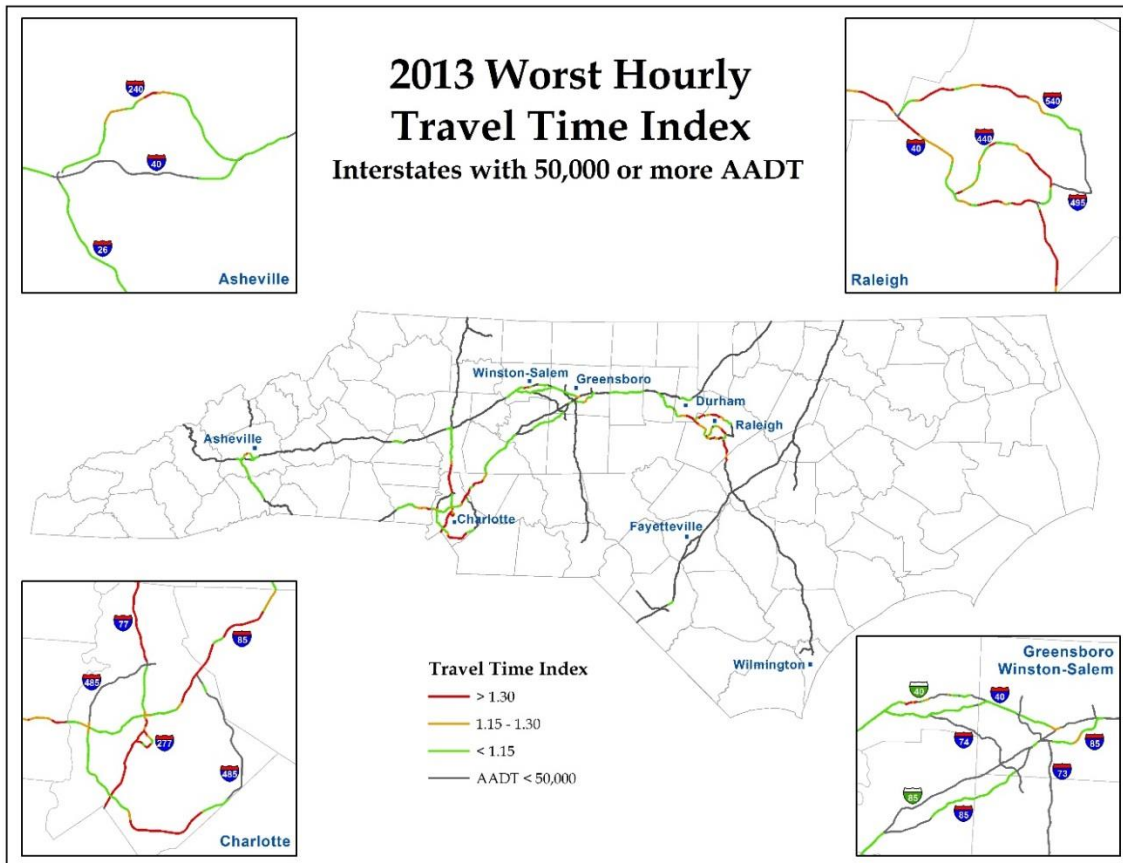 2013 Worst Hourly
Travel Time Index
Interstates with 50,000 or more AADT
240
40
26
Asheville
540
440
40
495
Raleigh
Winston-Salem
Greensboro
Durham
Raleigh
Asheville
Charlotte
Fayetteville
Wilmington
77
85
485
277
485
Charlotte
Travel Time Index
> 1.30
1.15 - 1.30
< 1.15
AADT < 50,000
Greensboro
Winston-Salem
40
40
74
85
73
85
85